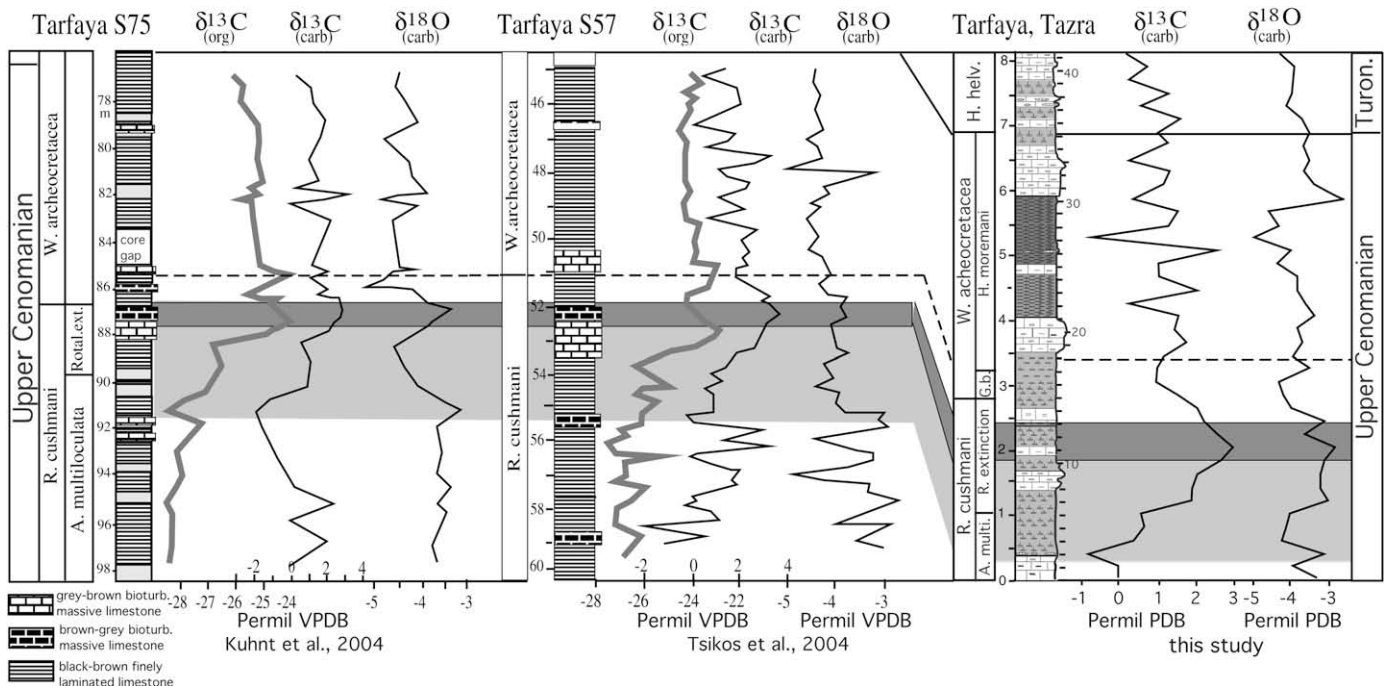 Tarfaya S75 δ13C (org) δ13C (carb) δ18O (carb) Tarfaya S57 δ13C (org) δ13C (carb) δ18O (carb) Tarfaya, Tazra δ13C (carb) δ18O (carb)
Upper Cenomanian
W. archeocretacea
R. cushmani
Rotal.ext.
A. multiloculata
78
m
80
82
84
core
gap
86
88
90
92
94
96
98
-2 0 2 4
-28 -27 -26 -25 -24 -5 -4 -3
Permil VPDB
Kuhnt et al., 2004
W.archeocretacea
R. cushmani
46
48
50
52
54
56
58
60
-2 0 2 4
-28 -26 -24 -22 -5 -4 -3
Permil VPDB Permil VPDB
Tsikos et al., 2004
H. helv.
W. acheocretacea
H. moremani
G.b.
R. cushmani
R. extinction
A. multi.
8
7
6
5
4
3
2
1
0
40
30
20
10
Turon.
Upper Cenomanian
-1 0 1 2 3 -5 -3
Permil PDB Permil PDB
this study
grey-brown bioturb.
massive limestone
brown-grey bioturb.
massive limestone
black-brown finely
laminated limestone